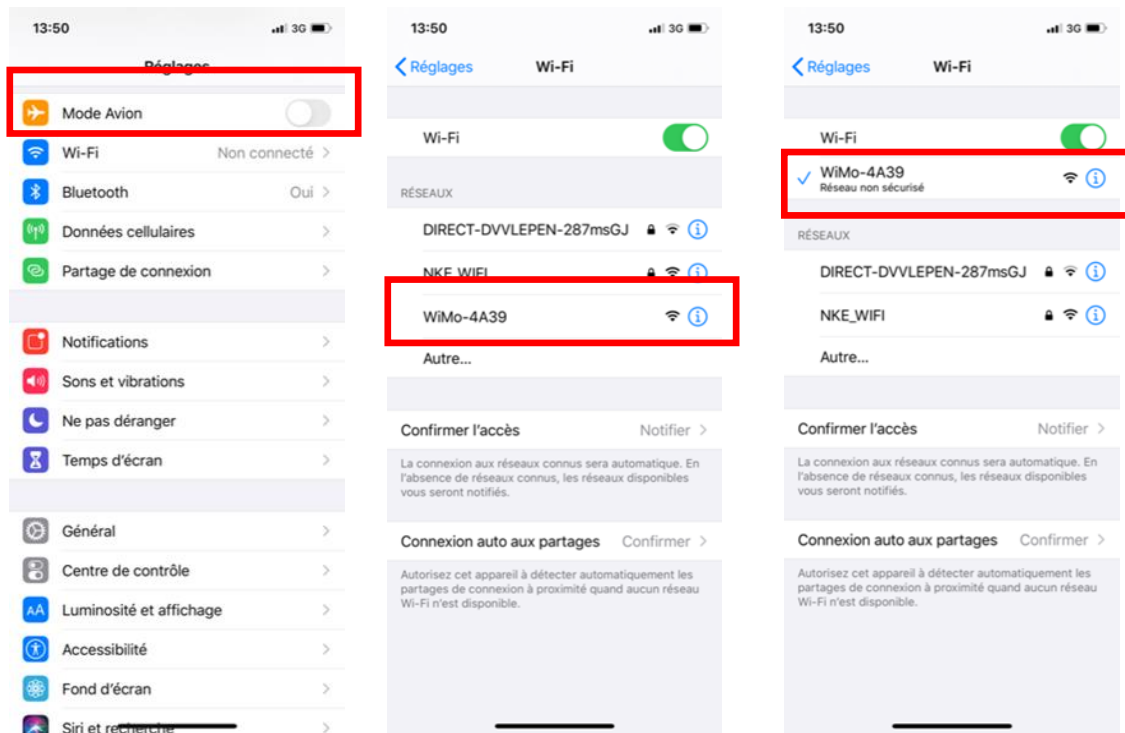 13:50
3G
Réglages
Mode Avion
Wi-Fi
Non connecté
Bluetooth
Oui
Données cellulaires
Partage de connexion
Notifications
Sons et vibrations
Ne pas déranger
Temps d'écran
Général
Centre de contrôle
AA
Luminosité et affichage
Accessibilité
Fond d'écran
Siri et recherche
13:50
3G
Réglages
Wi-Fi
Wi-Fi
RÉSEAUX
DIRECT-DVVLEPEN-287msGJ
NKE_WIFI
WiMo-4A39
Autre...
Confirmer l'accès
Notifier
La connexion aux réseaux connus sera automatique. En
l'absence de réseaux connus, les réseaux disponibles
vous seront notifiés.
Connexion auto aux partages
Confirmer
Autorisez cet appareil à détecter automatiquement les
partages de connexion à proximité quand aucun réseau
Wi-Fi n'est disponible.
13:50
3G
Réglages
Wi-Fi
Wi-Fi
WiMo-4A39
Réseau non sécurisé
RÉSEAUX
DIRECT-DVVLEPEN-287msGJ
NKE_WIFI
Autre...
Confirmer l'accès
Notifier
La connexion aux réseaux connus sera automatique. En
l'absence de réseaux connus, les réseaux disponibles
vous seront notifiés.
Connexion auto aux partages
Confirmer
Autorisez cet appareil à détecter automatiquement les
partages de connexion à proximité quand aucun réseau
Wi-Fi n'est disponible.